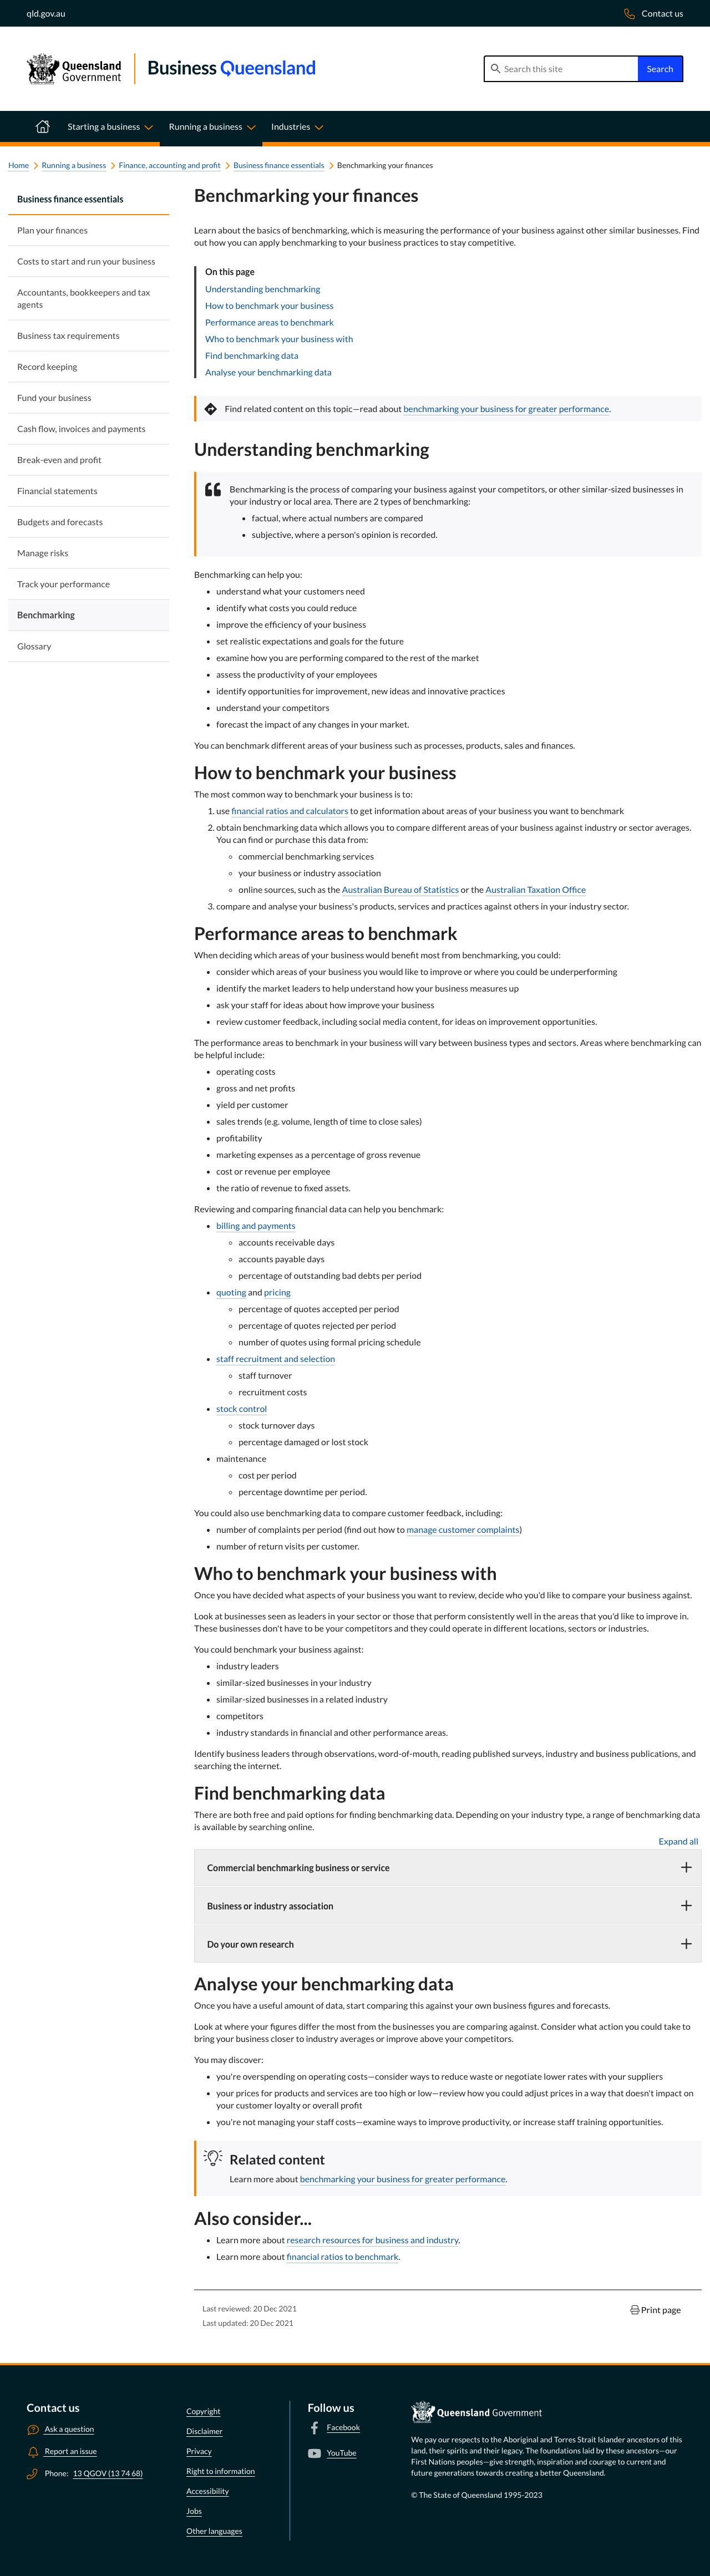 qld.gov.au
Contact us
Queensland
Government
Business Queensland
Search this site
Search
Starting a business
Running a business
Industries
Home
Running a business
Finance, accounting and profit
Business finance essentials
Benchmarking your finances
Business finance essentials
Plan your finances
Costs to start and run your business
Accountants, bookkeepers and tax
agents
Business tax requirements
Record keeping
Fund your business
Cash flow, invoices and payments
Break-even and profit
Financial statements
Budgets and forecasts
Manage risks
Track your performance
Benchmarking
Glossary
Benchmarking your finances
Learn about the basics of benchmarking, which is measuring the performance of your business against other similar businesses. Find
out how you can apply benchmarking to your business practices to stay competitive.
On this page
Understanding benchmarking
How to benchmark your business
Performance areas to benchmark
Who to benchmark your business with
Find benchmarking data
Analyse your benchmarking data
Find related content on this topic—read about benchmarking your business for greater performance.
Understanding benchmarking
Benchmarking is the process of comparing your business against your competitors, or other similar-sized businesses in
your industry or local area. There are 2 types of benchmarking:
• factual, where actual numbers are compared
• subjective, where a person's opinion is recorded.
Benchmarking can help you:
• understand what your customers need
• identify what costs you could reduce
• improve the efficiency of your business
• set realistic expectations and goals for the future
• examine how you are performing compared to the rest of the market
• assess the productivity of your employees
• identify opportunities for improvement, new ideas and innovative practices
• understand your competitors
• forecast the impact of any changes in your market.
You can benchmark different areas of your business such as processes, products, sales and finances.
How to benchmark your business
The most common way to benchmark your business is to:
1. use financial ratios and calculators to get information about areas of your business you want to benchmark
2. obtain benchmarking data which allows you to compare different areas of your business against industry or sector averages.
You can find or purchase this data from:
◦ commercial benchmarking services
◦ your business or industry association
◦ online sources, such as the Australian Bureau of Statistics or the Australian Taxation Office
3. compare and analyse your business's products, services and practices against others in your industry sector.
Performance areas to benchmark
When deciding which areas of your business would benefit most from benchmarking, you could:
• consider which areas of your business you would like to improve or where you could be underperforming
• identify the market leaders to help understand how your business measures up
• ask your staff for ideas about how improve your business
• review customer feedback, including social media content, for ideas on improvement opportunities.
The performance areas to benchmark in your business will vary between business types and sectors. Areas where benchmarking can
be helpful include:
• operating costs
• gross and net profits
• yield per customer
• sales trends (e.g. volume, length of time to close sales)
• profitability
• marketing expenses as a percentage of gross revenue
• cost or revenue per employee
• the ratio of revenue to fixed assets.
Reviewing and comparing financial data can help you benchmark:
• billing and payments
◦ accounts receivable days
◦ accounts payable days
◦ percentage of outstanding bad debts per period
• quoting and pricing
◦ percentage of quotes accepted per period
◦ percentage of quotes rejected per period
◦ number of quotes using formal pricing schedule
• staff recruitment and selection
◦ staff turnover
◦ recruitment costs
• stock control
◦ stock turnover days
◦ percentage damaged or lost stock
• maintenance
◦ cost per period
◦ percentage downtime per period.
You could also use benchmarking data to compare customer feedback, including:
• number of complaints per period (find out how to manage customer complaints)
• number of return visits per customer.
Who to benchmark your business with
Once you have decided what aspects of your business you want to review, decide who you'd like to compare your business against.
Look at businesses seen as leaders in your sector or those that perform consistently well in the areas that you'd like to improve in.
These businesses don't have to be your competitors and they could operate in different locations, sectors or industries.
You could benchmark your business against:
• industry leaders
• similar-sized businesses in your industry
• similar-sized businesses in a related industry
• competitors
• industry standards in financial and other performance areas.
Identify business leaders through observations, word-of-mouth, reading published surveys, industry and business publications, and
searching the internet.
Find benchmarking data
There are both free and paid options for finding benchmarking data. Depending on your industry type, a range of benchmarking data
is available by searching online.
Expand all
Commercial benchmarking business or service
Business or industry association
Do your own research
Analyse your benchmarking data
Once you have a useful amount of data, start comparing this against your own business figures and forecasts.
Look at where your figures differ the most from the businesses you are comparing against. Consider what action you could take to
bring your business closer to industry averages or improve above your competitors.
You may discover:
• you're overspending on operating costs—consider ways to reduce waste or negotiate lower rates with your suppliers
• your prices for products and services are too high or low—review how you could adjust prices in a way that doesn't impact on
your customer loyalty or overall profit
• you're not managing your staff costs—examine ways to improve productivity, or increase staff training opportunities.
Related content
Learn more about benchmarking your business for greater performance.
Also consider...
• Learn more about research resources for business and industry.
• Learn more about financial ratios to benchmark.
Last reviewed: 20 Dec 2021
Last updated: 20 Dec 2021
Print page
Contact us
Ask a question
Report an issue
Phone: 13 QGOV (13 74 68)
Copyright
Disclaimer
Privacy
Right to information
Accessibility
Jobs
Other languages
Follow us
Facebook
YouTube
Queensland Government
We pay our respects to the Aboriginal and Torres Strait Islander ancestors of this
land, their spirits and their legacy. The foundations laid by these ancestors—our
First Nations peoples—give strength, inspiration and courage to current and
future generations towards creating a better Queensland.
© The State of Queensland 1995-2023